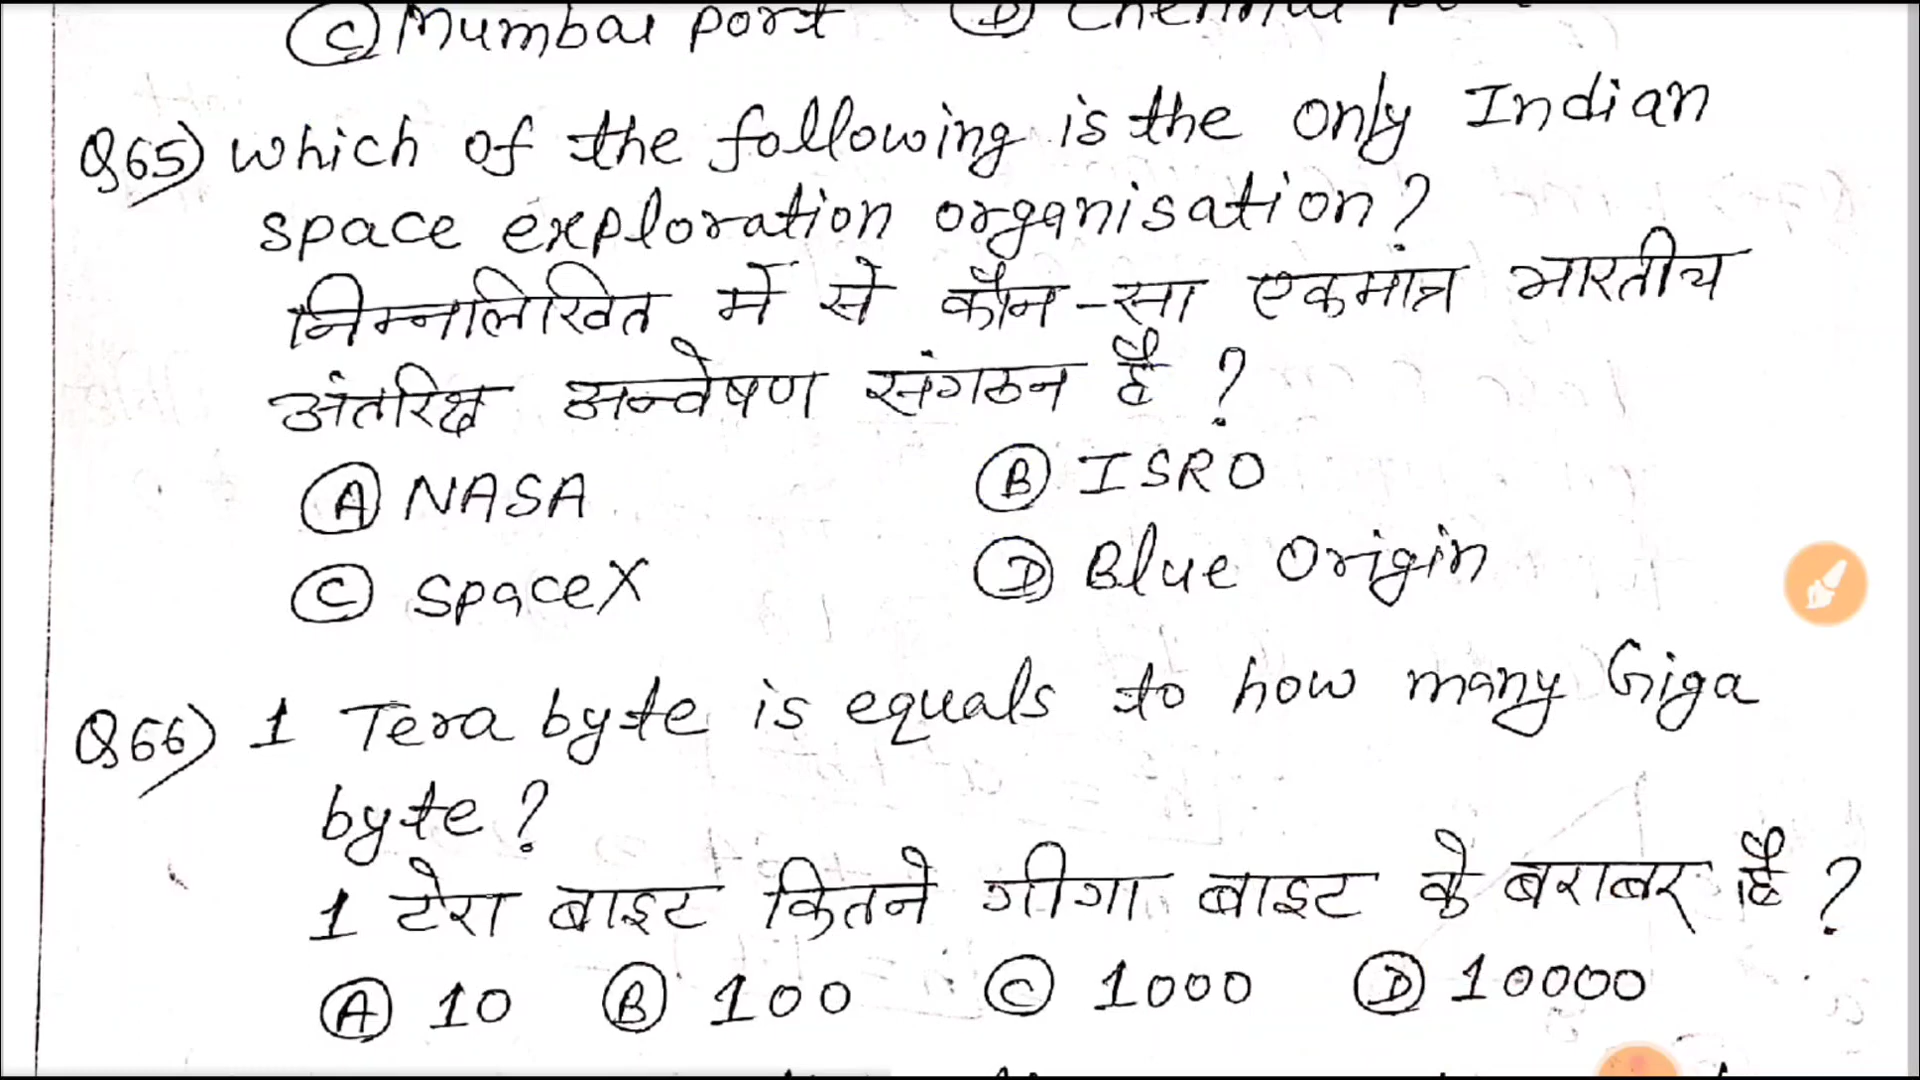 (C) Mumbai port (D) Chennai
Q65) which of the following is the only Indian
space exploration organisation?
निम्नलिखित में से कौन-सा एकमात्र भारतीय
अंतरिक्ष अन्वेषण संगठन है ?
(A) NASA (B) ISRO
(C) SpaceX (D) Blue Origin
Q66) 1 Tera byte is equals to how many Giga
byte?
1 टेरा बाइट कितने गीगा बाइट के बराबर है ?
(A) 10 (B) 100 (C) 1000 (D) 10000